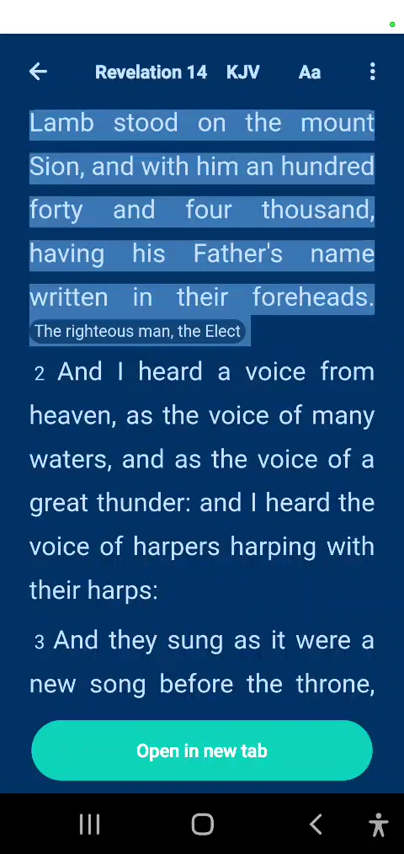 Revelation 14 KJV Aa
Lamb stood on the mount
Sion, and with him an hundred
forty and four thousand,
having his Father's name
written in their foreheads.
The righteous man, the Elect
2 And I heard a voice from
heaven, as the voice of many
waters, and as the voice of a
great thunder: and I heard the
voice of harpers harping with
their harps:
3 And they sung as it were a
new song before the throne,
Open in new tab